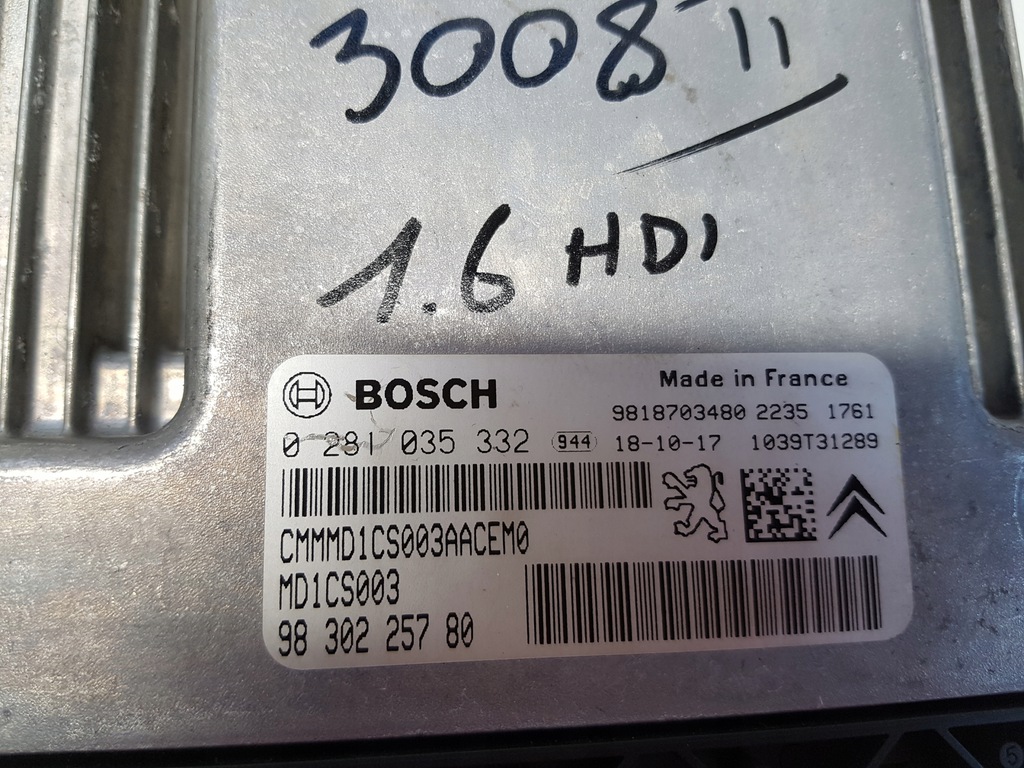 3008 II
1.6 HDI
BOSCH
Made in France
9818703480 2235 1761
0 281 035 332 944 18-10-17 1039T31289
CMMMD1CS003AACEM0
MD1CS003
98 302 257 80
5